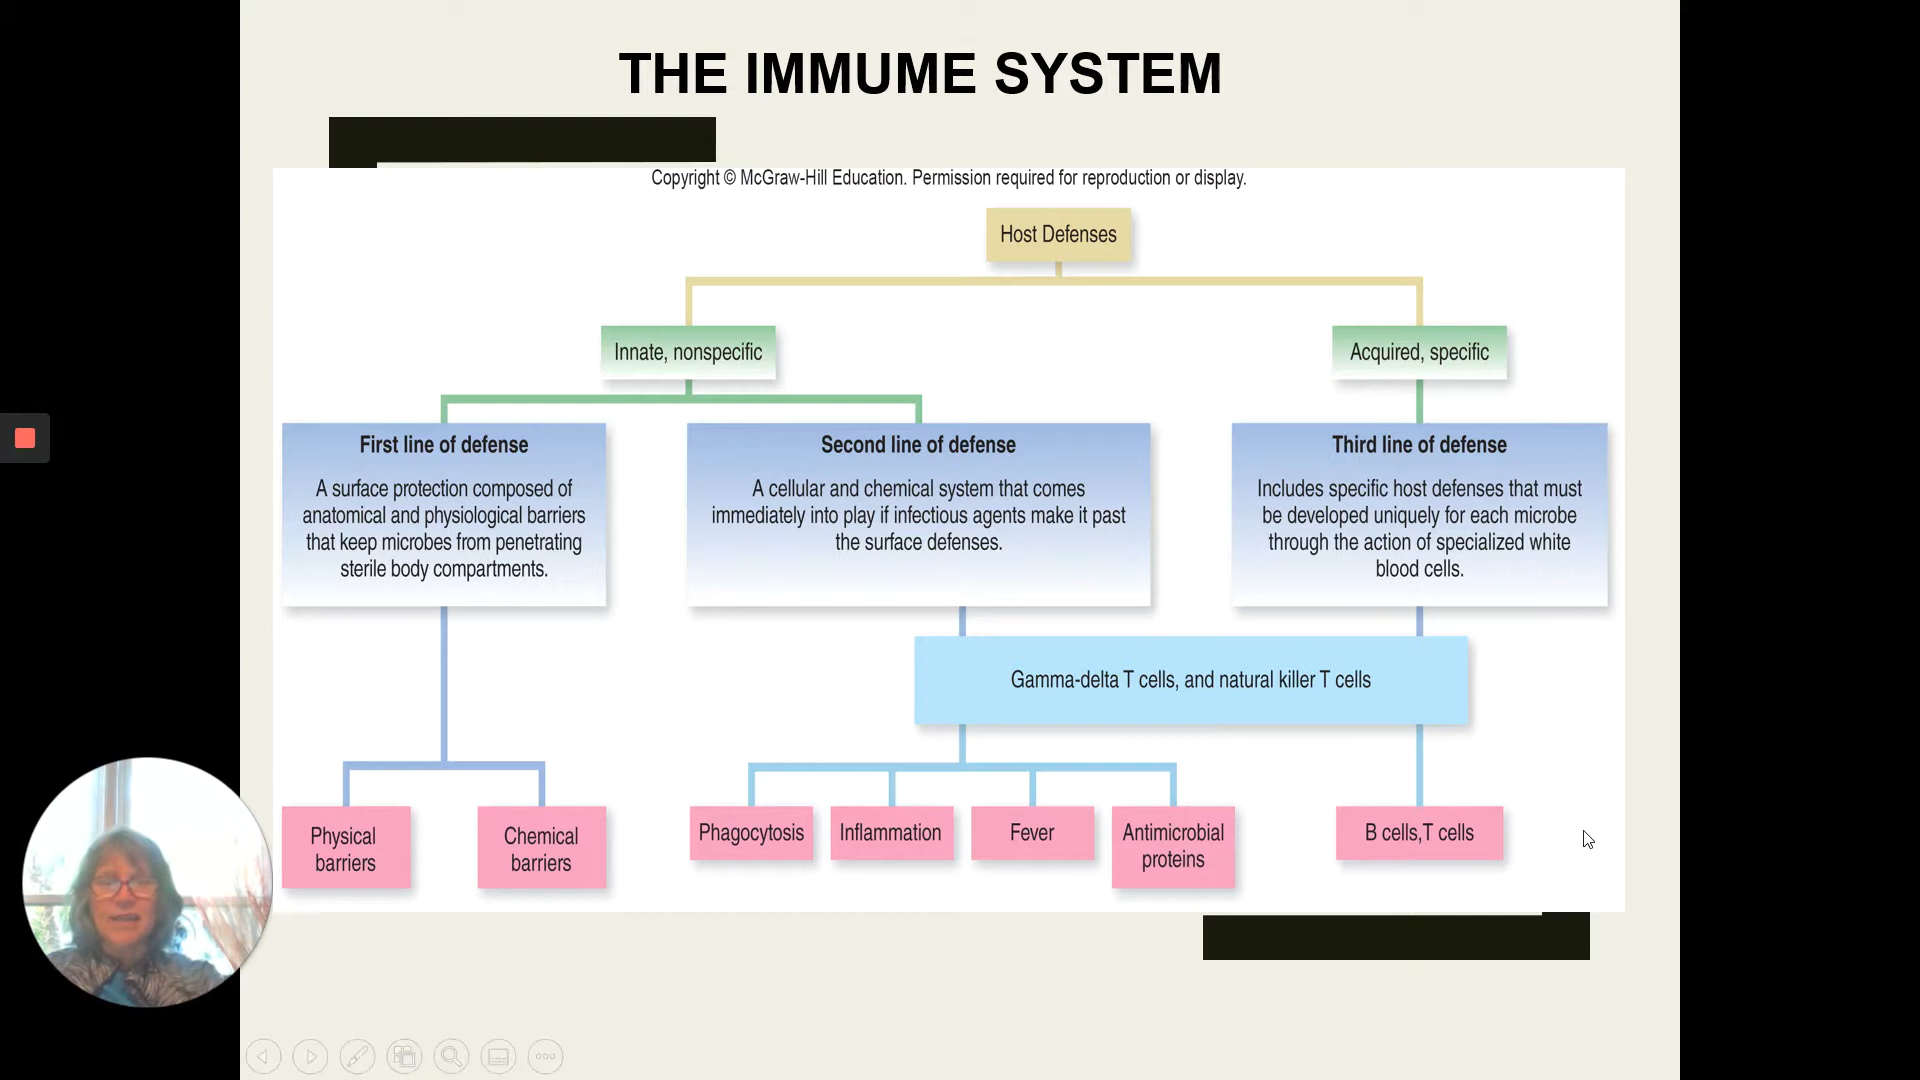 THE IMMUME SYSTEM
Copyright © McGraw-Hill Education. Permission required for reproduction or display.
Host Defenses
Innate, nonspecific
Acquired, specific
First line of defense
A surface protection composed of
anatomical and physiological barriers
that keep microbes from penetrating
sterile body compartments.
Second line of defense
A cellular and chemical system that comes
immediately into play if infectious agents make it past
the surface defenses.
Third line of defense
Includes specific host defenses that must
be developed uniquely for each microbe
through the action of specialized white
blood cells.
Gamma-delta T cells, and natural killer T cells
Physical
barriers
Chemical
barriers
Phagocytosis
Inflammation
Fever
Antimicrobial
proteins
B cells,T cells